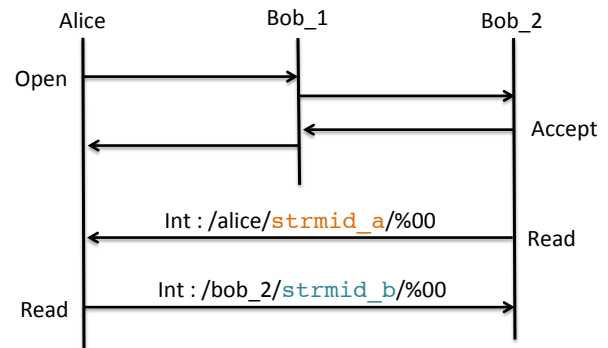 Alice
Bob_1
Bob_2
Open
Accept
Int : /alice/strmid_a/%00
Read
Int : /bob_2/strmid_b/%00
Read